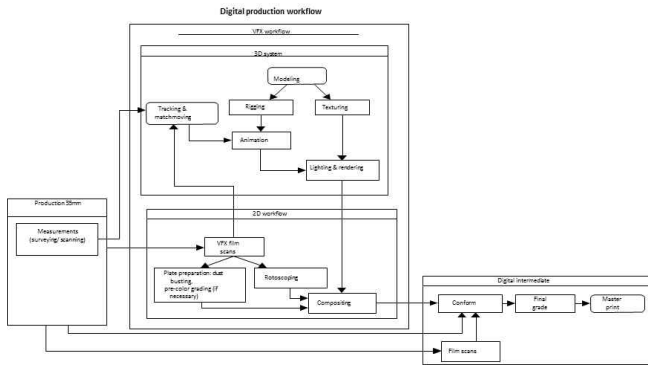 Digital production workflow
VFX workflow
3D system
Modeling
Rigging
Texturing
Tracking &
matchmoving
Animation
Lighting & rendering
Production 35mm
Measurements
(surveying/ scanning)
2D workflow
VFX film
scans
Plate preparation: dust
busting,
pre-color grading (if
necessary)
Rotoscoping
Compositing
Digital intermediate
Conform
Final
grade
Master
print
Film scans